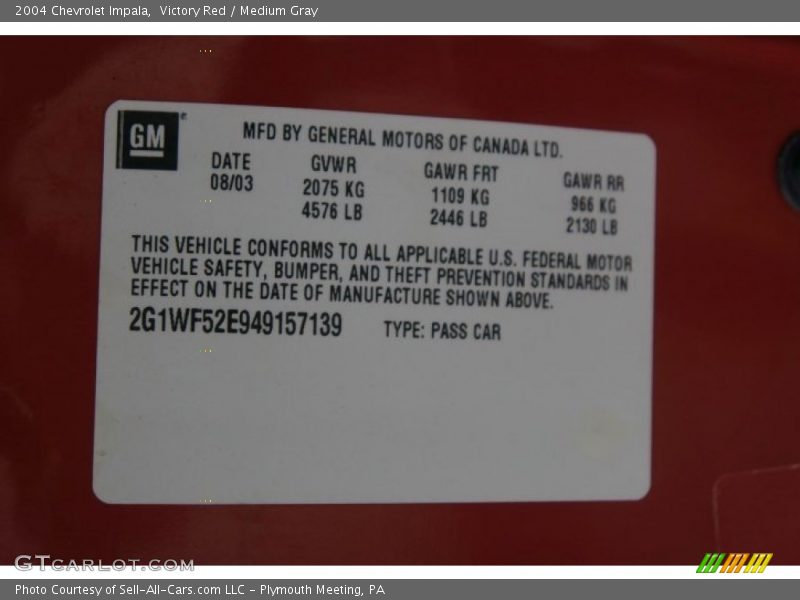 2004 Chevrolet Impala, Victory Red / Medium Gray
GM
MFD BY GENERAL MOTORS OF CANADA LTD.
DATE GVWR GAWR FRT GAWR RR
08/03 2075 KG 1109 KG 966 KG
4576 LB 2446 LB 2130 LB
THIS VEHICLE CONFORMS TO ALL APPLICABLE U.S. FEDERAL MOTOR
VEHICLE SAFETY, BUMPER, AND THEFT PREVENTION STANDARDS IN
EFFECT ON THE DATE OF MANUFACTURE SHOWN ABOVE.
2G1WF52E949157139 TYPE: PASS CAR
GTCARLOT.COM
Photo Courtesy of Sell-All-Cars.com LLC - Plymouth Meeting, PA